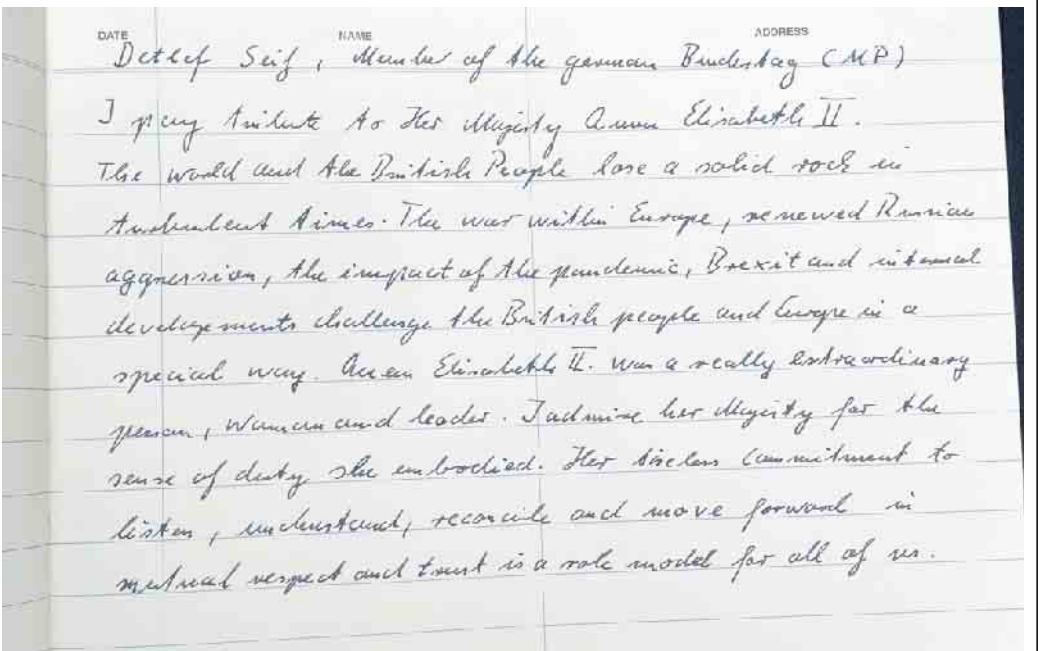 DATE NAME ADDRESS
Detlef Seif, Member of the german Bundestag (MP)
I pay tribute to Her Majesty Queen Elisabeth II.
The world and the British People lose a solid rock in
turbulent times. The war within Europe, renewed Russian
aggression, the impact of the pandemic, Brexit and internal
developements challenge the British people and Europe in a
special way. Queen Elisabeth II. was a really extraordinary
person, woman and leader. I admire her Majesty for the
sense of duty she embodied. Her tireless commitment to
listen, understand, reconcile and move forward in
mutual respect and trust is a role model for all of us.